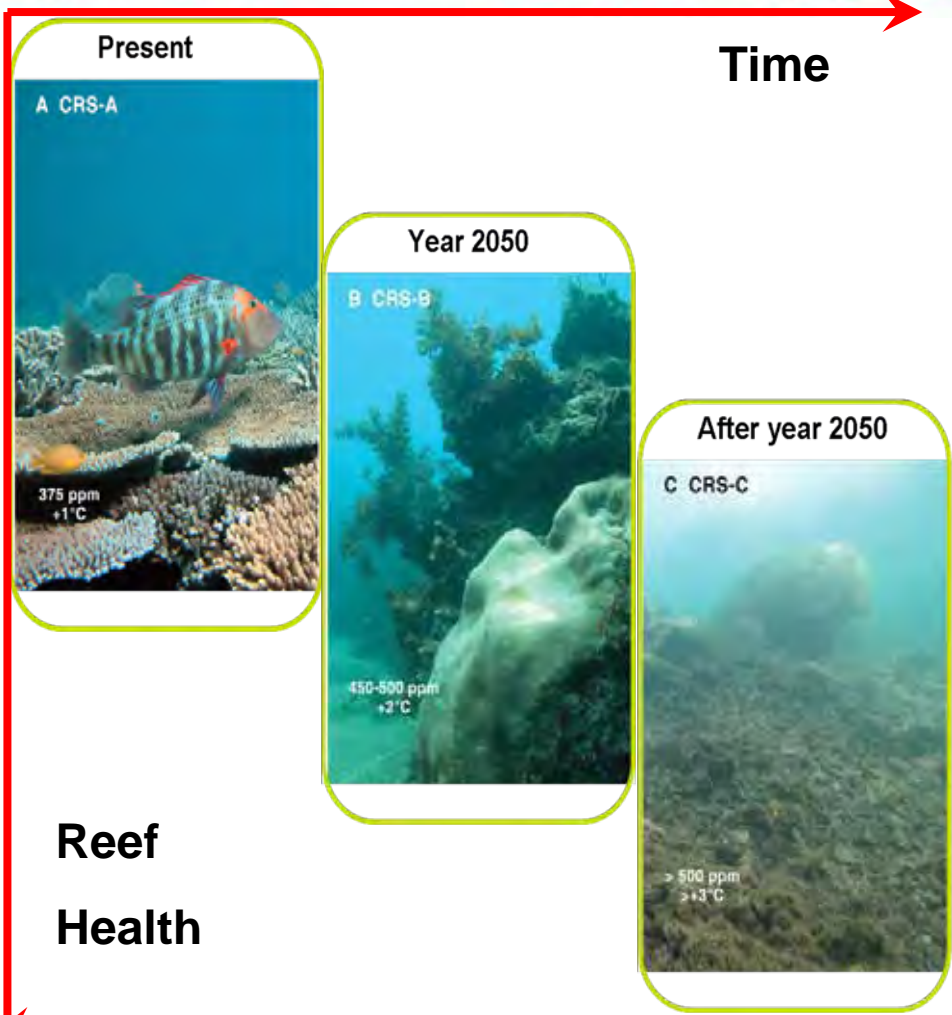 Present
Time
A CRS-A
375 ppm
+1°C
Year 2050
B CRS-B
450-500 ppm
+2°C
After year 2050
C CRS-C
> 500 ppm
>+3°C
Reef
Health